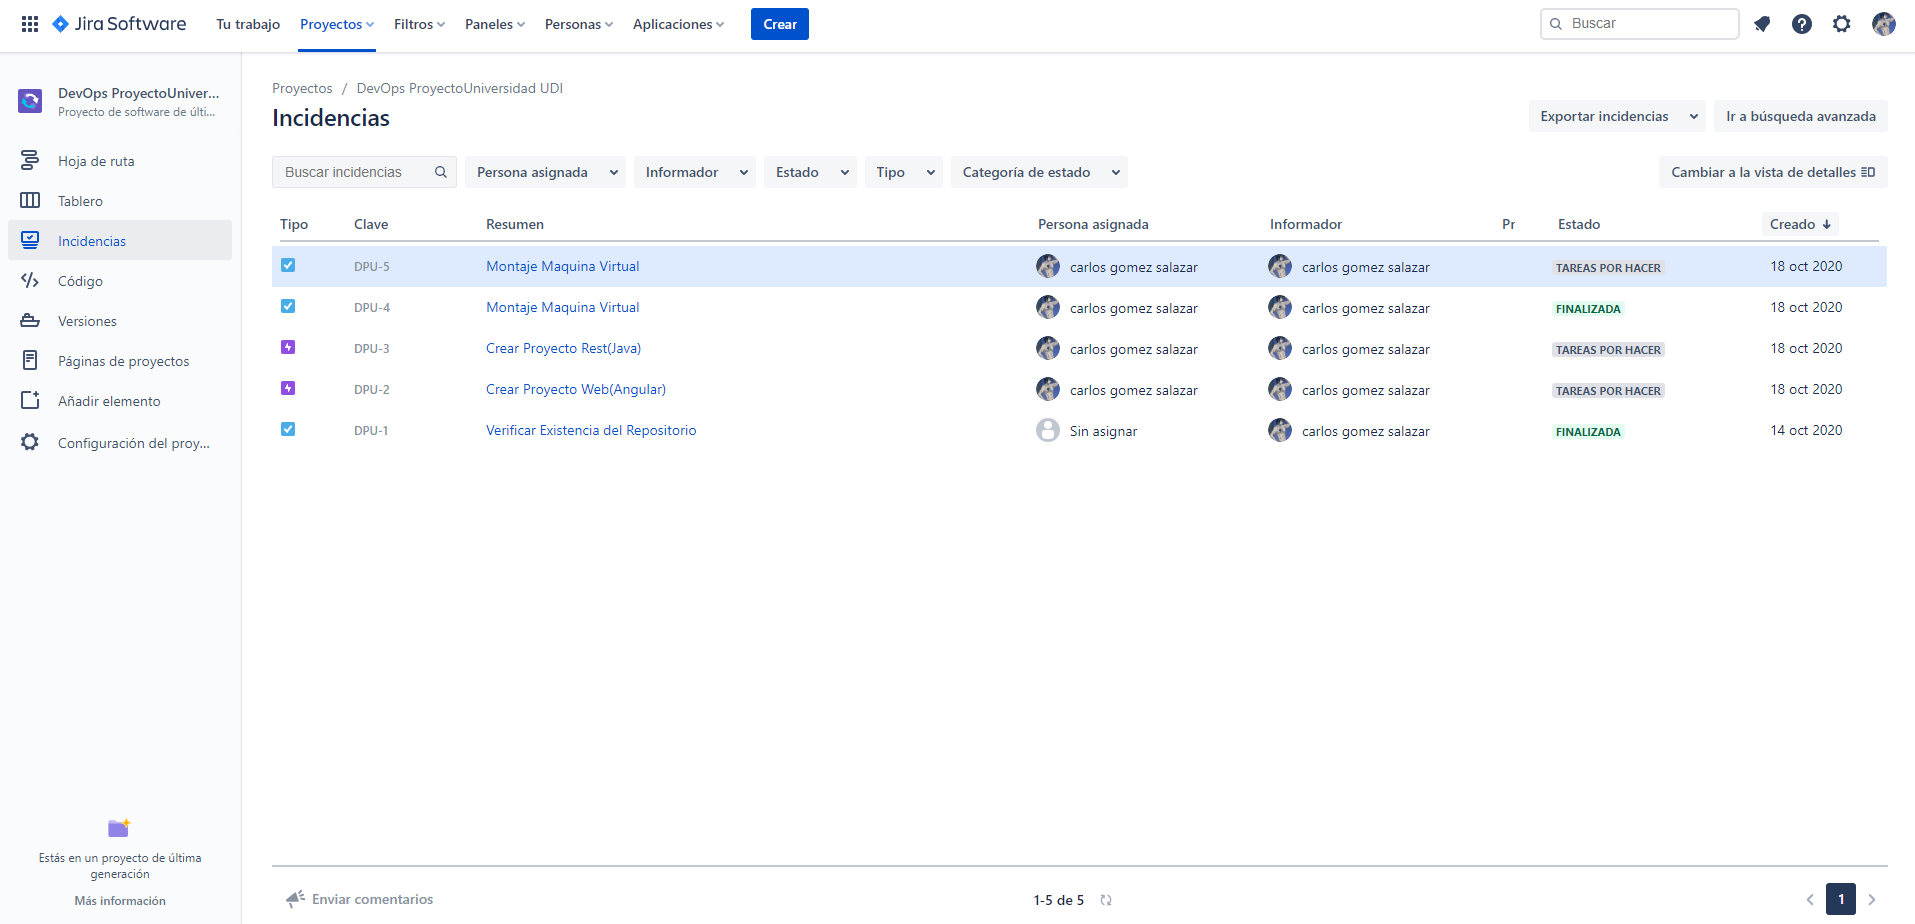 Jira Software Tu trabajo Proyectos Filtros Paneles Personas Aplicaciones Crear Buscar
DevOps ProyectoUniver...
Proyecto de software de últi...
Hoja de ruta
Tablero
Incidencias
Código
Versiones
Páginas de proyectos
Añadir elemento
Configuración del proy...
Estás en un proyecto de última
generación
Más información
Proyectos / DevOps ProyectoUniversidad UDI
Incidencias
Exportar incidencias Ir a búsqueda avanzada
Buscar incidencias Persona asignada Informador Estado Tipo Categoría de estado Cambiar a la vista de detalles
Tipo Clave Resumen Persona asignada Informador Pr Estado Creado
DPU-5 Montaje Maquina Virtual carlos gomez salazar carlos gomez salazar TAREAS POR HACER 18 oct 2020
DPU-4 Montaje Maquina Virtual carlos gomez salazar carlos gomez salazar FINALIZADA 18 oct 2020
DPU-3 Crear Proyecto Rest(Java) carlos gomez salazar carlos gomez salazar TAREAS POR HACER 18 oct 2020
DPU-2 Crear Proyecto Web(Angular) carlos gomez salazar carlos gomez salazar TAREAS POR HACER 18 oct 2020
DPU-1 Verificar Existencia del Repositorio Sin asignar carlos gomez salazar FINALIZADA 14 oct 2020
Enviar comentarios 1-5 de 5 1